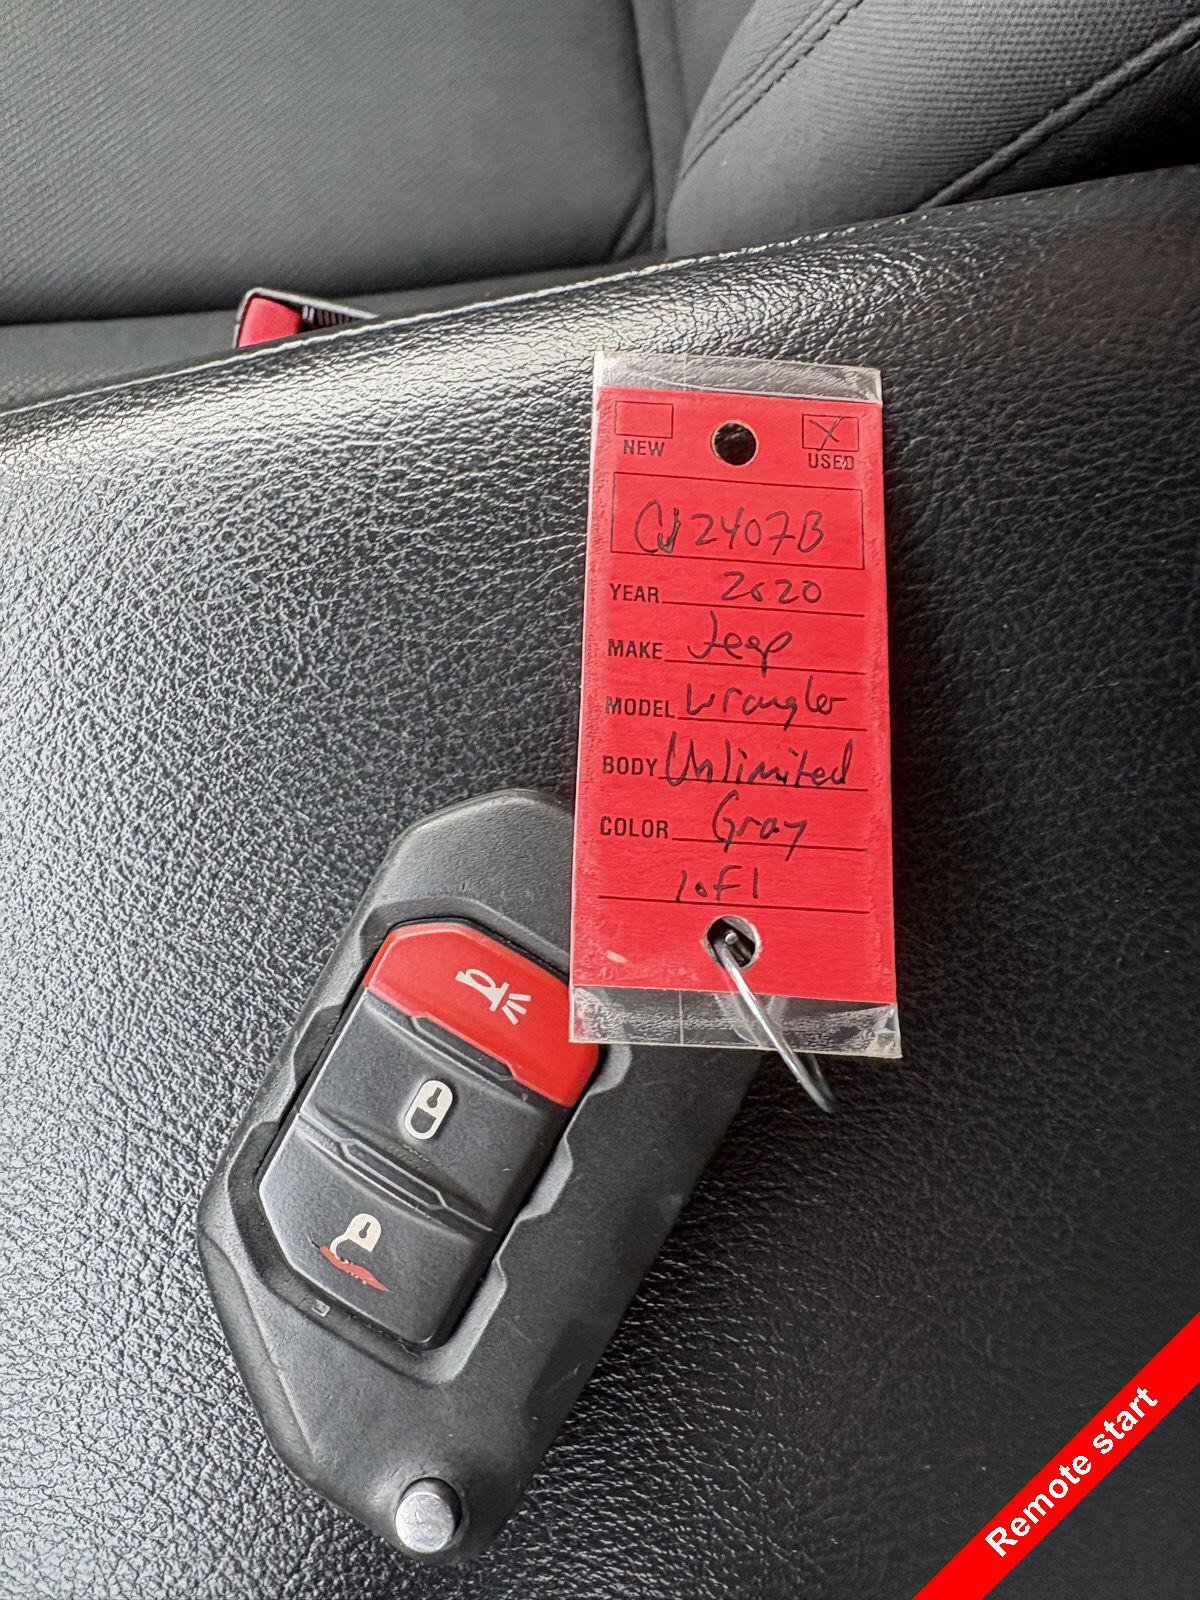 NEW
USED
CJ2407B
YEAR 2020
MAKE Jeep
MODEL Wrangler
BODY Unlimited
COLOR Gray
1 of 1
Remote start